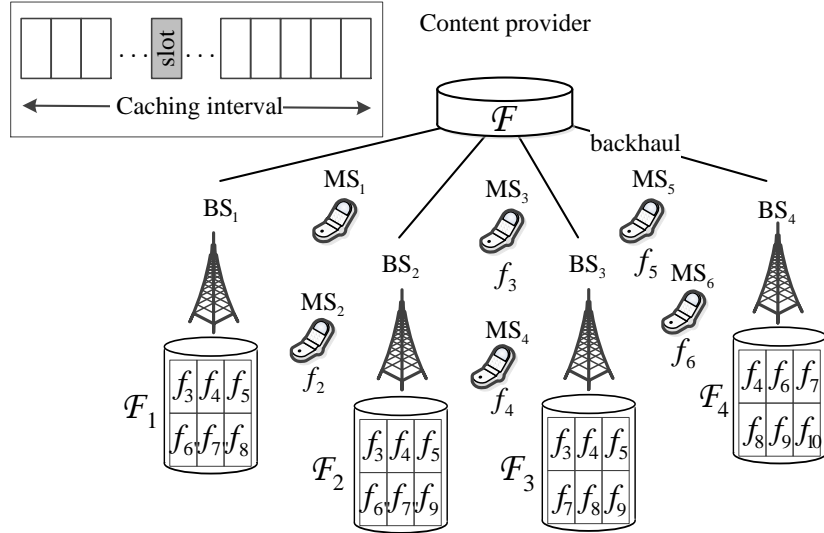 Content provider
slot
... ...
Caching interval
ℱ
backhaul
MS₁
MS₃
MS₅
BS₁
BS₄
BS₂
f₃
BS₃
f₅
MS₆
MS₂
MS₄
f₂
f₄
f₆
ℱ₁
f₃ f₄ f₅
f₆" f₇" f₈
ℱ₂
f₃ f₄ f₅
f₆" f₇" f₉
ℱ₃
f₃ f₄ f₅
f₇ f₈ f₉
ℱ₄
f₄ f₆ f₇
f₈ f₉ f₁₀